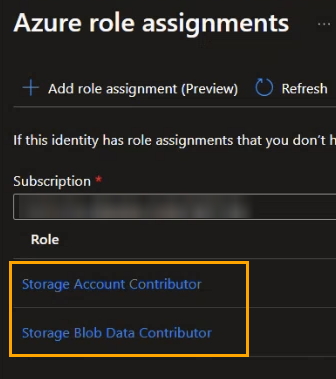 Azure role assignments ...
+ Add role assignment (Preview) Refresh
If this identity has role assignments that you don't h
Subscription *
Role
Storage Account Contributor
Storage Blob Data Contributor